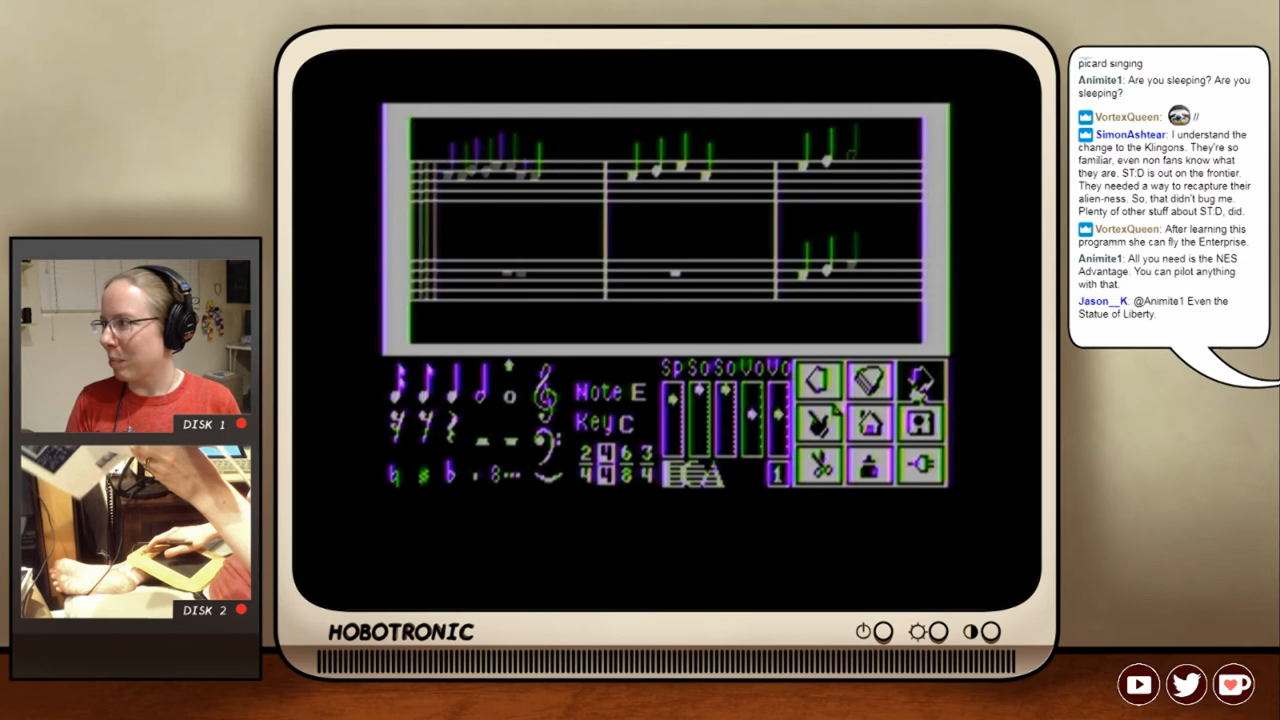 picard singing
Animite1: Are you sleeping? Are you
sleeping?
VortexQueen: //
SimonAshtear: I understand the
change to the Klingons. They're so
familiar, even non fans know what
they are. ST:D is out on the frontier.
They needed a way to recapture their
alien-ness. So, that didn't bug me.
Plenty of other stuff about ST:D, did.
VortexQueen: After learning this
programm she can fly the Enterprise.
Animite1: All you need is the NES
Advantage. You can pilot anything
with that.
Jason__K: @Animite1 Even the
Statue of Liberty.
Sp So So Vo Vo
Note E
Key C
2 4 6 3
4 4 8 4
1
DISK 1
DISK 2
HOBOTRONIC